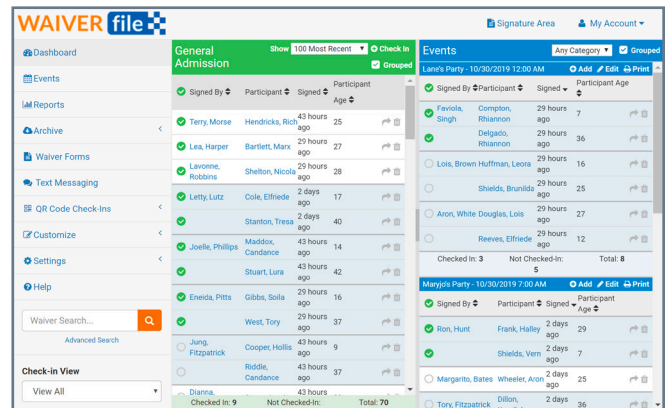 WAIVER file
Signature Area
My Account
Dashboard
Events
Reports
Archive
Waiver Forms
Text Messaging
QR Code Check-Ins
Customize
Settings
Help
Waiver Search...
Advanced Search
Check-in View
View All
General Admission
Show 100 Most Recent
Check In
Grouped
Signed By Participant Signed Participant Age
Terry, Morse Hendricks, Rich 43 hours ago 25
Lea, Harper Bartlett, Marx 29 hours ago 27
Lavonne, Robbins Shelton, Nicola 29 hours ago 28
Letty, Lutz Cole, Elfriede 2 days ago 17
Stanton, Tresa 2 days ago 40
Joelle, Phillips Maddox, Candance 43 hours ago 14
Stuart, Lura 43 hours ago 42
Eneida, Pitts Gibbs, Soila 29 hours ago 16
West, Tory 29 hours ago 37
Jung, Fitzpatrick Cooper, Hollis 43 hours ago 9
Riddle, Candance 43 hours ago 37
Dianna, 43 hours
Checked In: 9 Not Checked-In: Total: 70
Events
Any Category
Grouped
Lane's Party - 10/30/2019 12:00 AM Add Edit Print
Signed By Participant Signed Participant Age
Faviola, Singh Compton, Rhiannon 29 hours ago 7
Delgado, Rhiannon 29 hours ago 36
Lois, Brown Huffman, Leora 29 hours ago 16
Shields, Brunilda 29 hours ago 25
Aron, White Douglas, Lois 29 hours ago 27
Reeves, Elfriede 29 hours ago 12
Checked In: 3 Not Checked-In: 5 Total: 8
Maryjo's Party - 10/30/2019 7:00 AM Add Edit Print
Signed By Participant Signed Participant Age
Ron, Hunt Frank, Halley 2 days ago 29
Shields, Vern 2 days ago 7
Margarito, Bates Wheeler, Aron 2 days ago 25
Tory, Fitzpatrick Dillon, 2 days 36